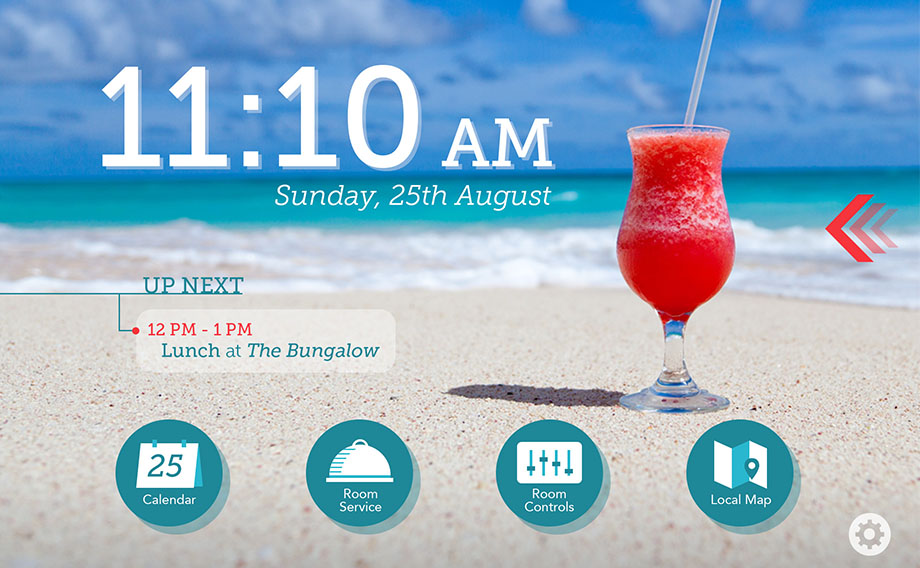 11:10 AM
Sunday, 25th August
UP NEXT
12 PM - 1 PM
Lunch at The Bungalow
25
Calendar
Room
Service
Room
Controls
Local Map